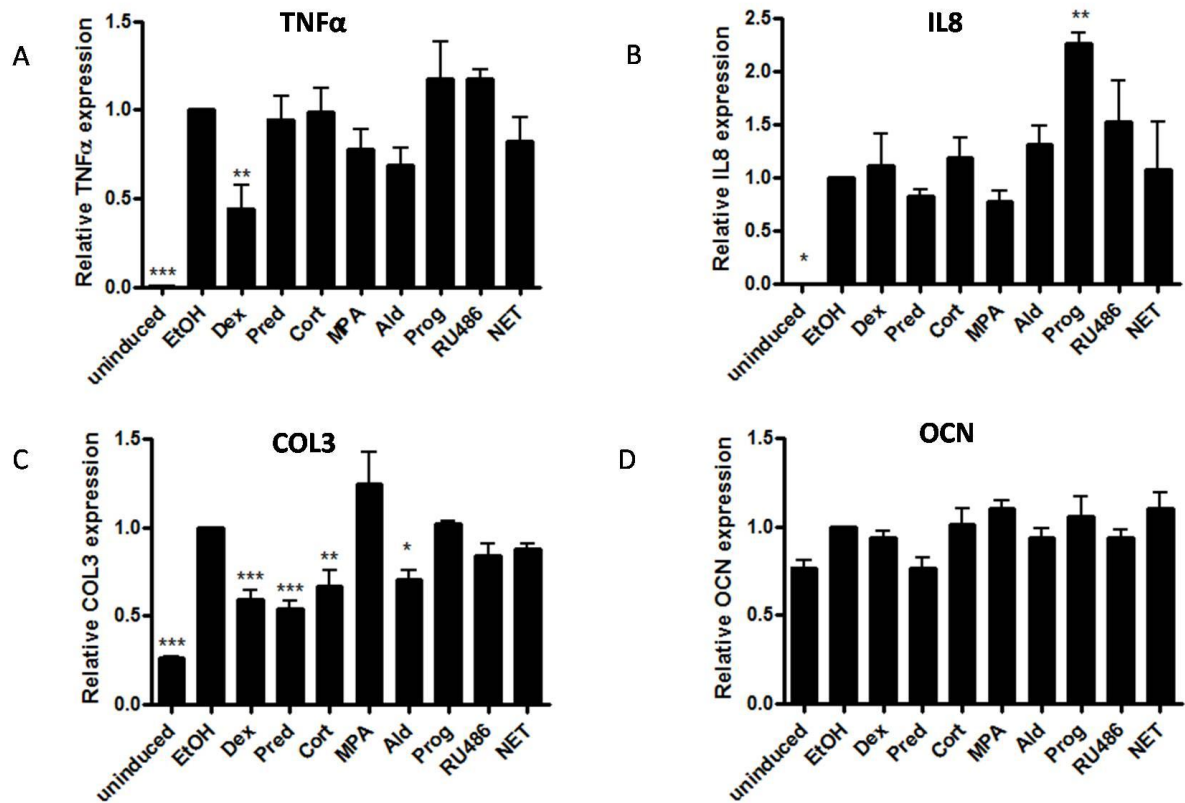 A
TNFα
Relative TNFα expression
1.5
1.0
0.5
0.0
***
**
uninduced
EtOH
Dex
Pred
Cort
MPA
Ald
Prog
RU486
NET
B
IL8
Relative IL8 expression
2.5
2.0
1.5
1.0
0.5
0.0
*
**
uninduced
EtOH
Dex
Pred
Cort
MPA
Ald
Prog
RU486
NET
C
COL3
Relative COL3 expression
1.5
1.0
0.5
0.0
***
***
***
**
*
uninduced
EtOH
Dex
Pred
Cort
MPA
Ald
Prog
RU486
NET
D
OCN
Relative OCN expression
1.5
1.0
0.5
0.0
uninduced
EtOH
Dex
Pred
Cort
MPA
Ald
Prog
RU486
NET